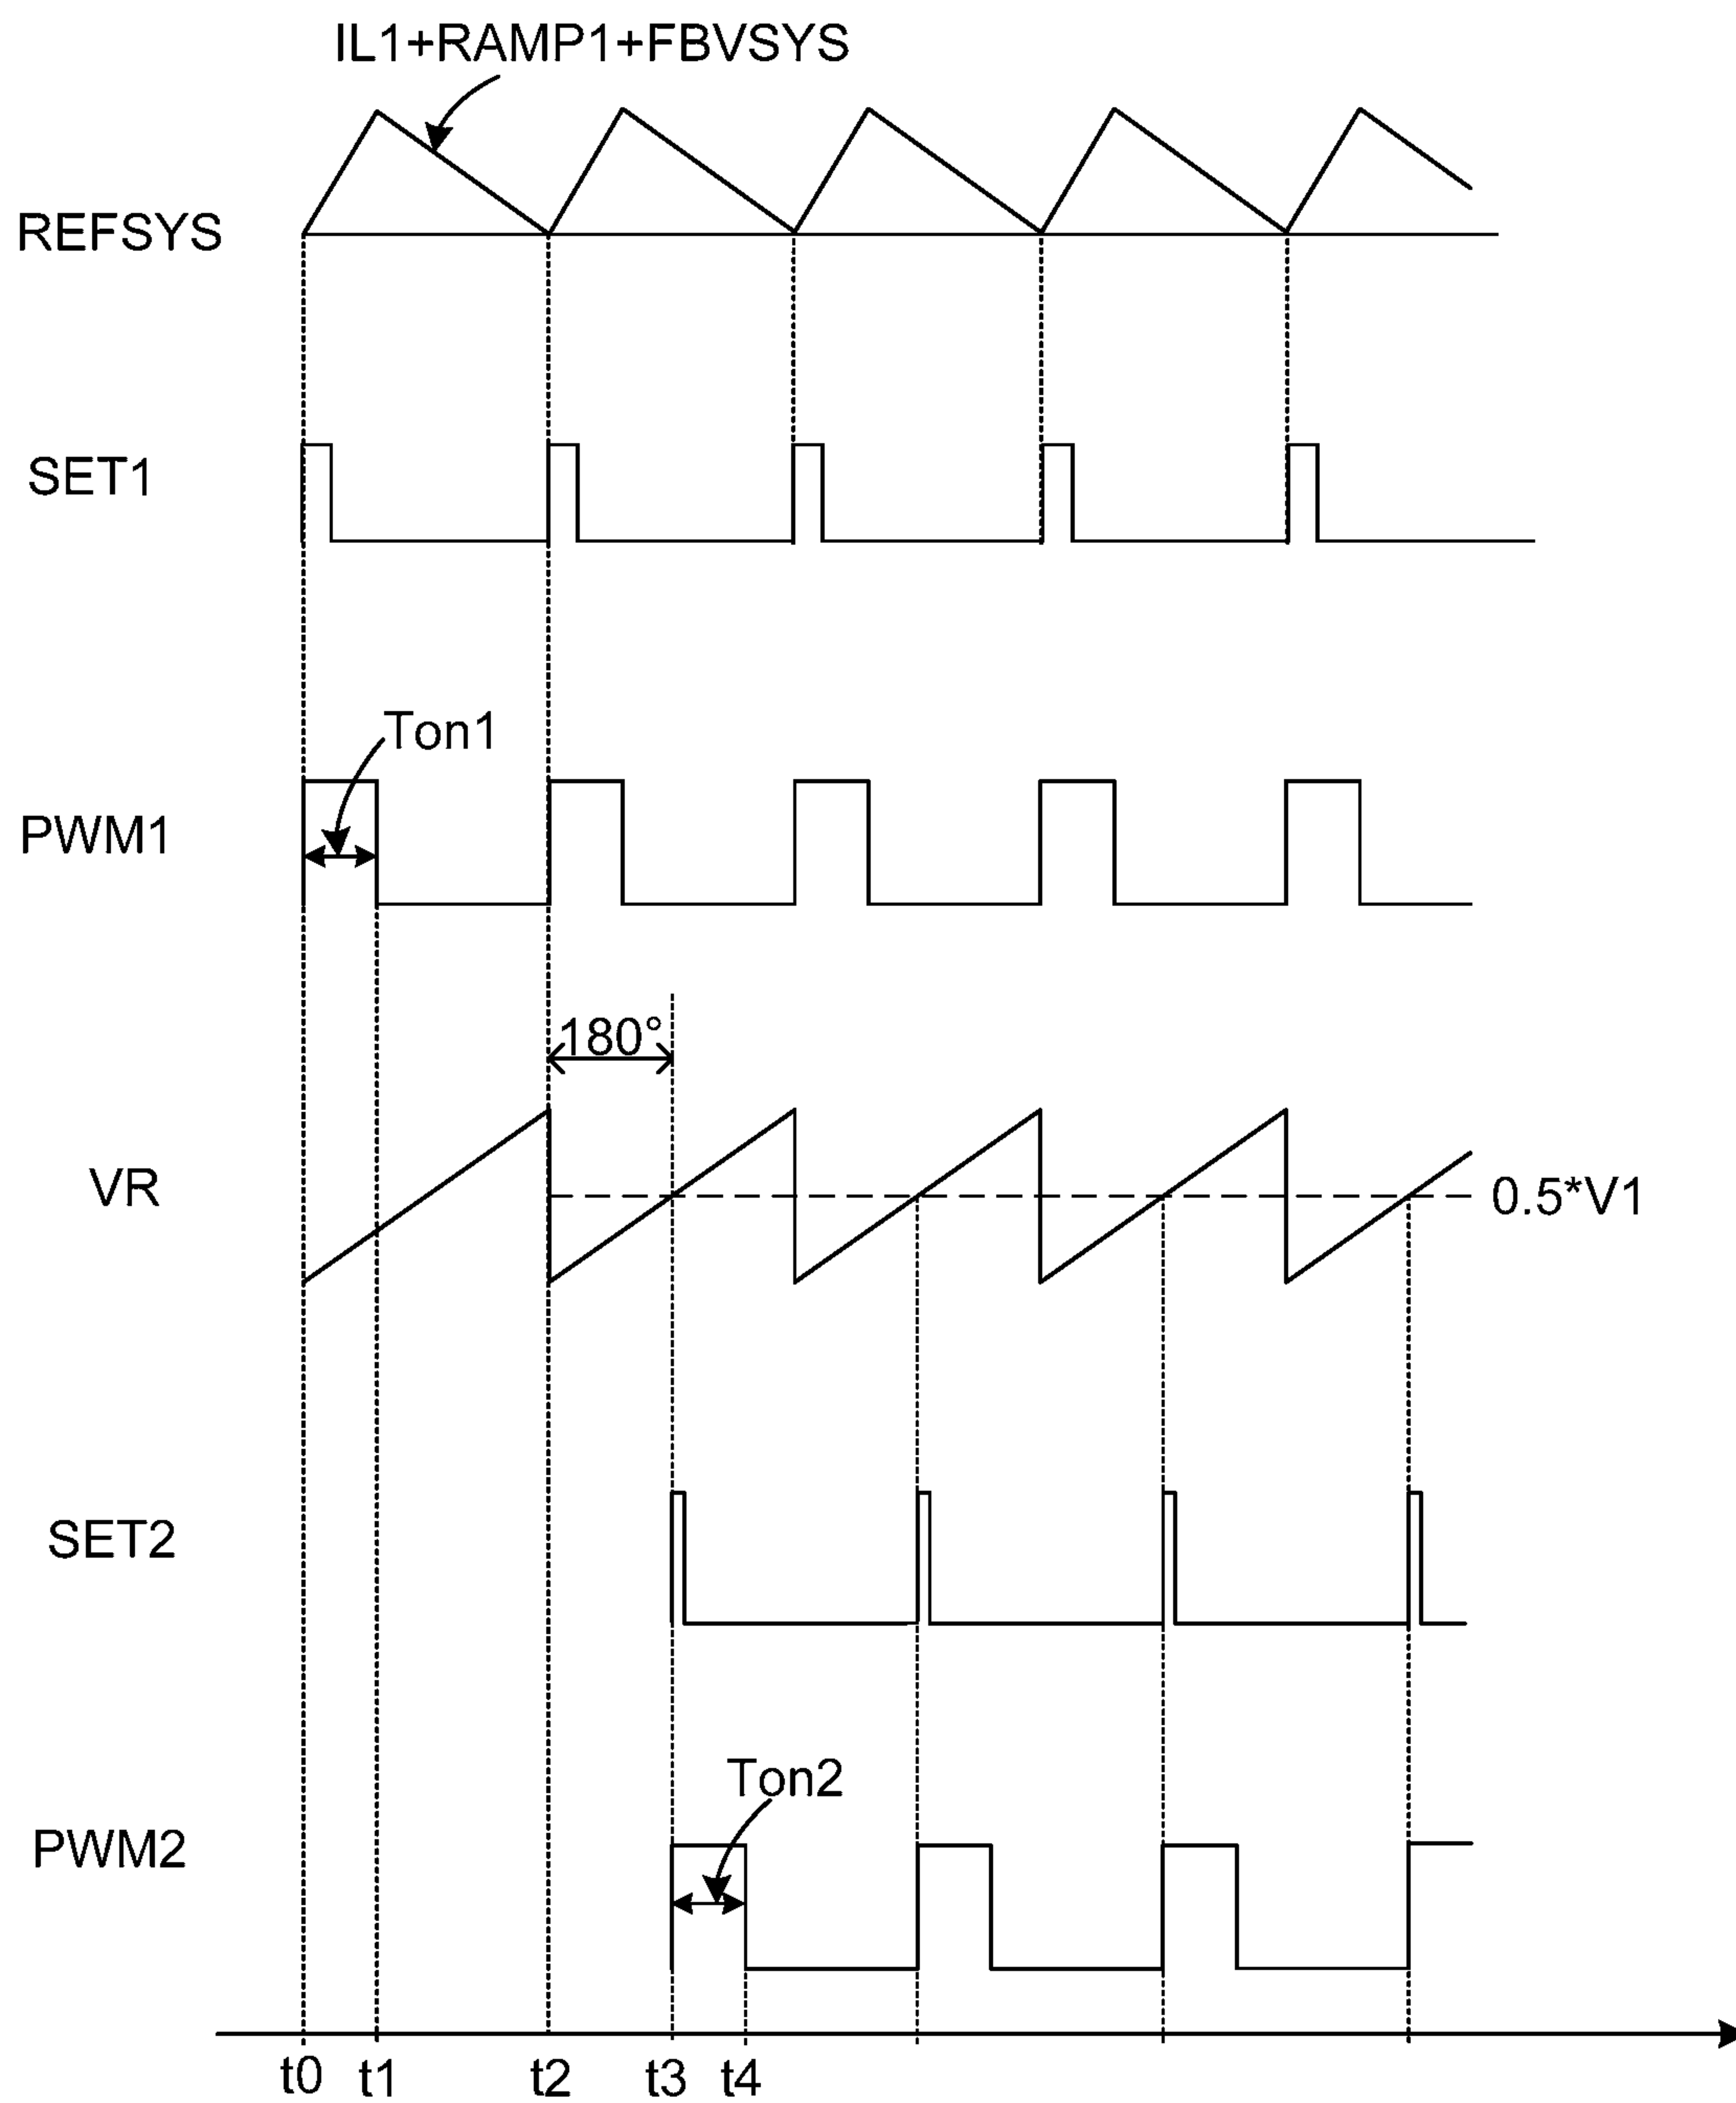 IL1+RAMP1+FBVSYS
REFSYS
SET1
Ton1
PWM1
180°
VR
0.5*V1
SET2
Ton2
PWM2
t0 t1 t2 t3 t4